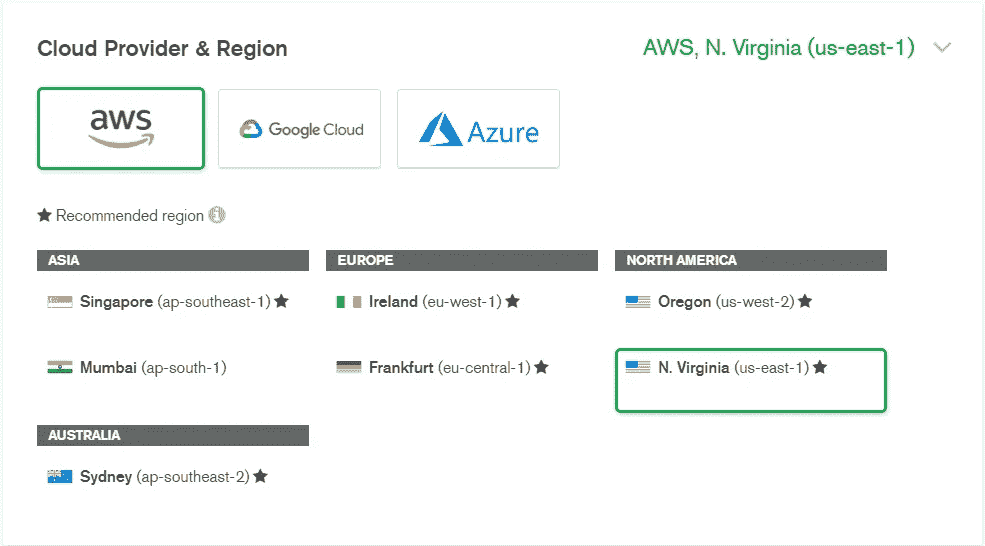 Cloud Provider & Region
AWS, N. Virginia (us-east-1)
aws
Google Cloud
Azure
Recommended region
ASIA
Singapore (ap-southeast-1)
Mumbai (ap-south-1)
EUROPE
Ireland (eu-west-1)
Frankfurt (eu-central-1)
NORTH AMERICA
Oregon (us-west-2)
N. Virginia (us-east-1)
AUSTRALIA
Sydney (ap-southeast-2)